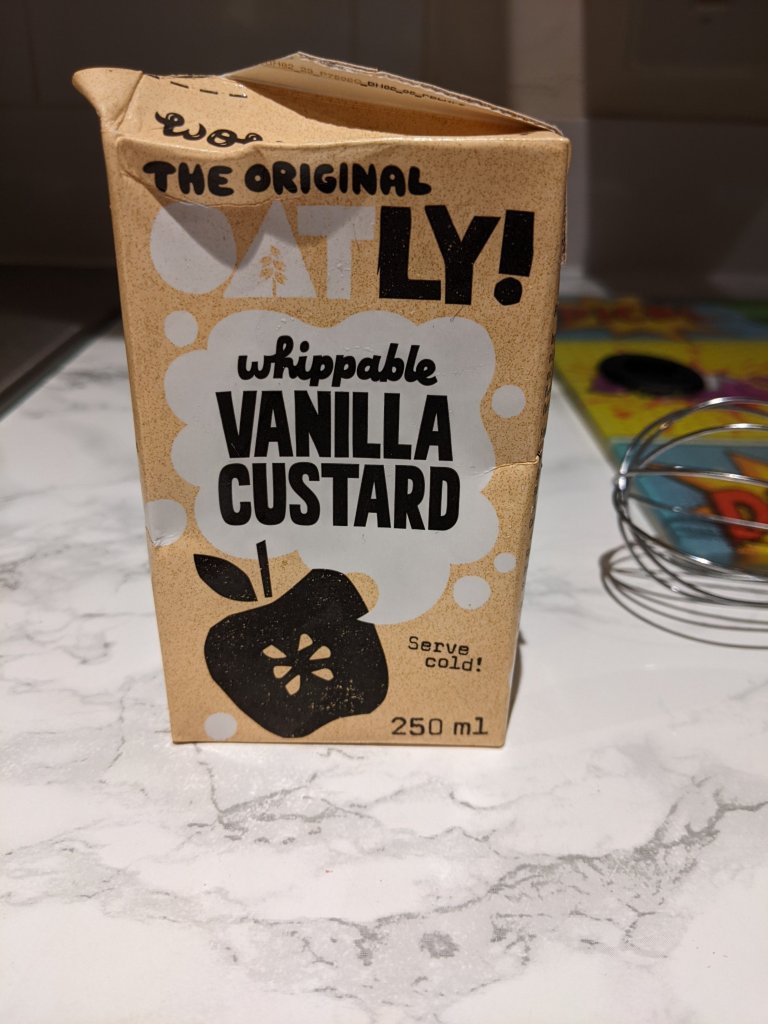 THE ORIGINAL
OATLY!
whippable
VANILLA
CUSTARD
Serve
cold!
250 ml